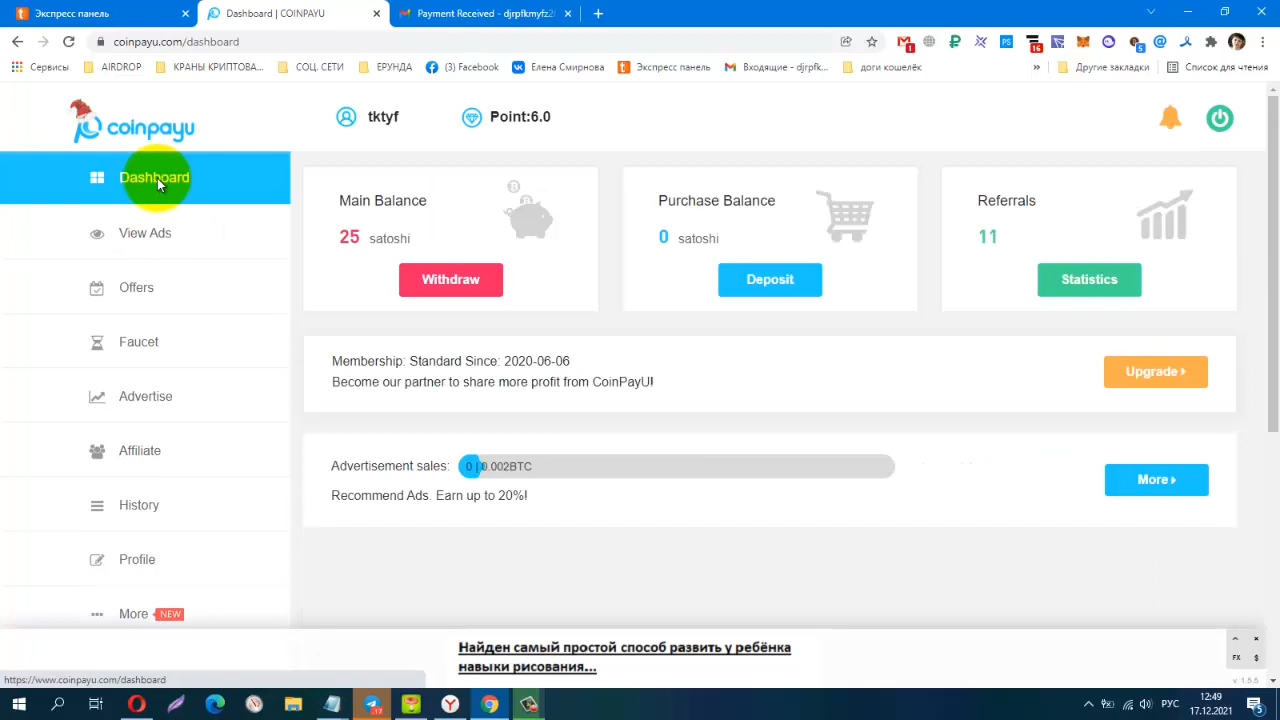 Экспресс панель
Dashboard | COINPAYU
Payment Received - djrpfkmyfz2
coinpayu.com/dashboard
Сервисы
AIRDROP
КРАНЫ КРИПТОВА...
СОЦ. СЕТИ
ЕРУНДА
(3) Facebook
Елена Смирнова
Экспресс панель
Входящие - djrpfk...
доги кошелёк
»
Другие закладки
Список для чтения
coinpayu
tktyf
Point:6.0
Dashboard
View Ads
Offers
Faucet
Advertise
Affiliate
History
Profile
More NEW
Main Balance
25 satoshi
Withdraw
Purchase Balance
0 satoshi
Deposit
Referrals
11
Statistics
Membership: Standard Since: 2020-06-06
Become our partner to share more profit from CoinPayU!
Upgrade
Advertisement sales: 0 | 0.002BTC
Recommend Ads. Earn up to 20%!
More
Найден самый простой способ развить у ребёнка
навыки рисования...
FX $
v 1.5.5
https://www.coinpayu.com/dashboard
РУС
12:49
17.12.2021